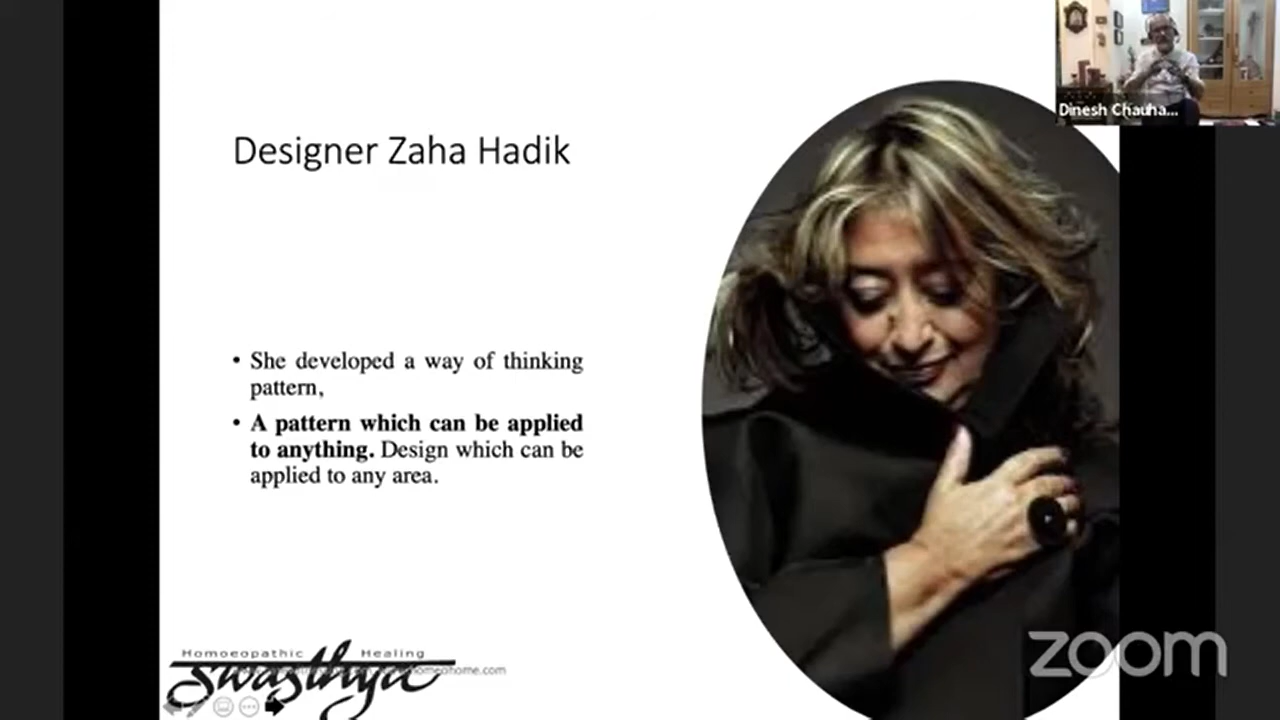 Dinesh Chauha...
Designer Zaha Hadik
• She developed a way of thinking
pattern,
• A pattern which can be applied
to anything. Design which can be
applied to any area.
Homoeopathic Healing
swasthya
zoom